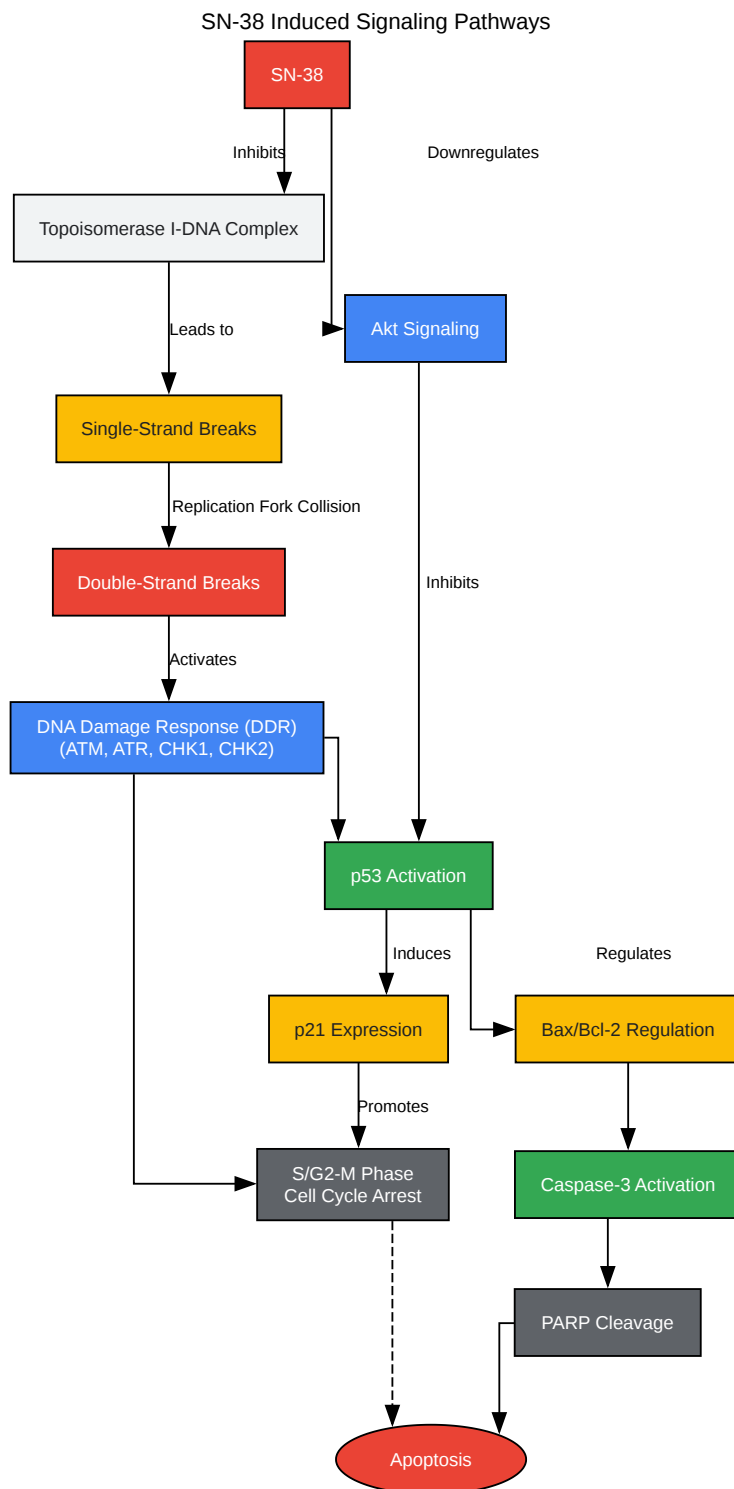 SN-38 Induced Signaling Pathways
SN-38
Inhibits
Downregulates
Topoisomerase I-DNA Complex
Leads to
Akt Signaling
Single-Strand Breaks
Replication Fork Collision
Double-Strand Breaks
Inhibits
Activates
DNA Damage Response (DDR)
(ATM, ATR, CHK1, CHK2)
p53 Activation
Induces
Regulates
p21 Expression
Bax/Bcl-2 Regulation
Promotes
S/G2-M Phase
Cell Cycle Arrest
Caspase-3 Activation
PARP Cleavage
Apoptosis